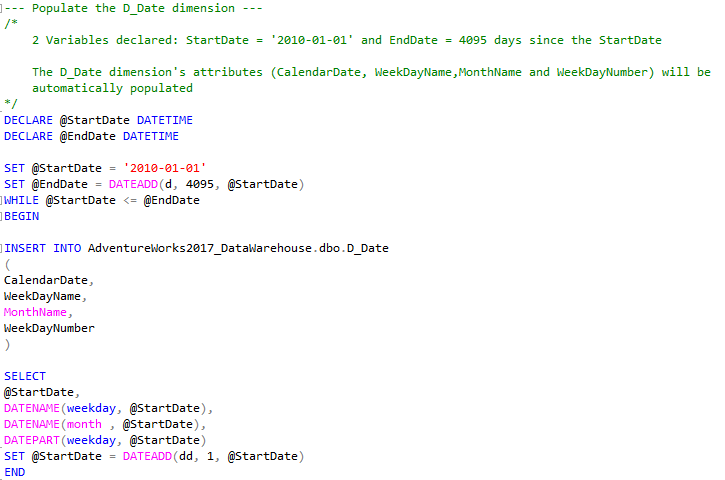 --- Populate the D_Date dimension ---
/*
2 Variables declared: StartDate = '2010-01-01' and EndDate = 4095 days since the StartDate
The D_Date dimension's attributes (CalendarDate, WeekDayName,MonthName and WeekDayNumber) will be
automatically populated
*/
DECLARE @StartDate DATETIME
DECLARE @EndDate DATETIME
SET @StartDate = '2010-01-01'
SET @EndDate = DATEADD(d, 4095, @StartDate)
WHILE @StartDate <= @EndDate
BEGIN
INSERT INTO AdventureWorks2017_DataWarehouse.dbo.D_Date
(
CalendarDate,
WeekDayName,
MonthName,
WeekDayNumber
)
SELECT
@StartDate,
DATENAME(weekday, @StartDate),
DATENAME(month , @StartDate),
DATEPART(weekday, @StartDate)
SET @StartDate = DATEADD(dd, 1, @StartDate)
END